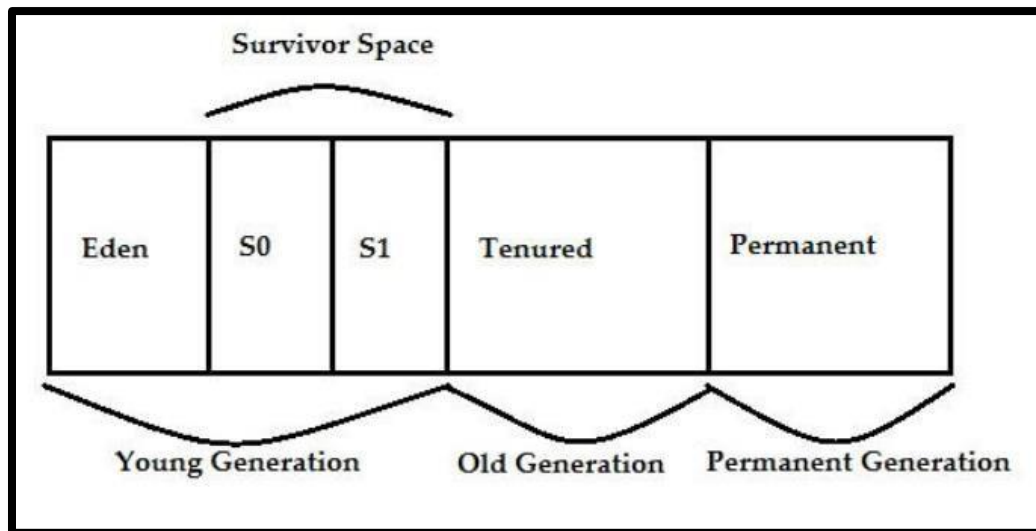 Survivor Space
Eden S0 S1 Tenured Permanent
Young Generation Old Generation Permanent Generation